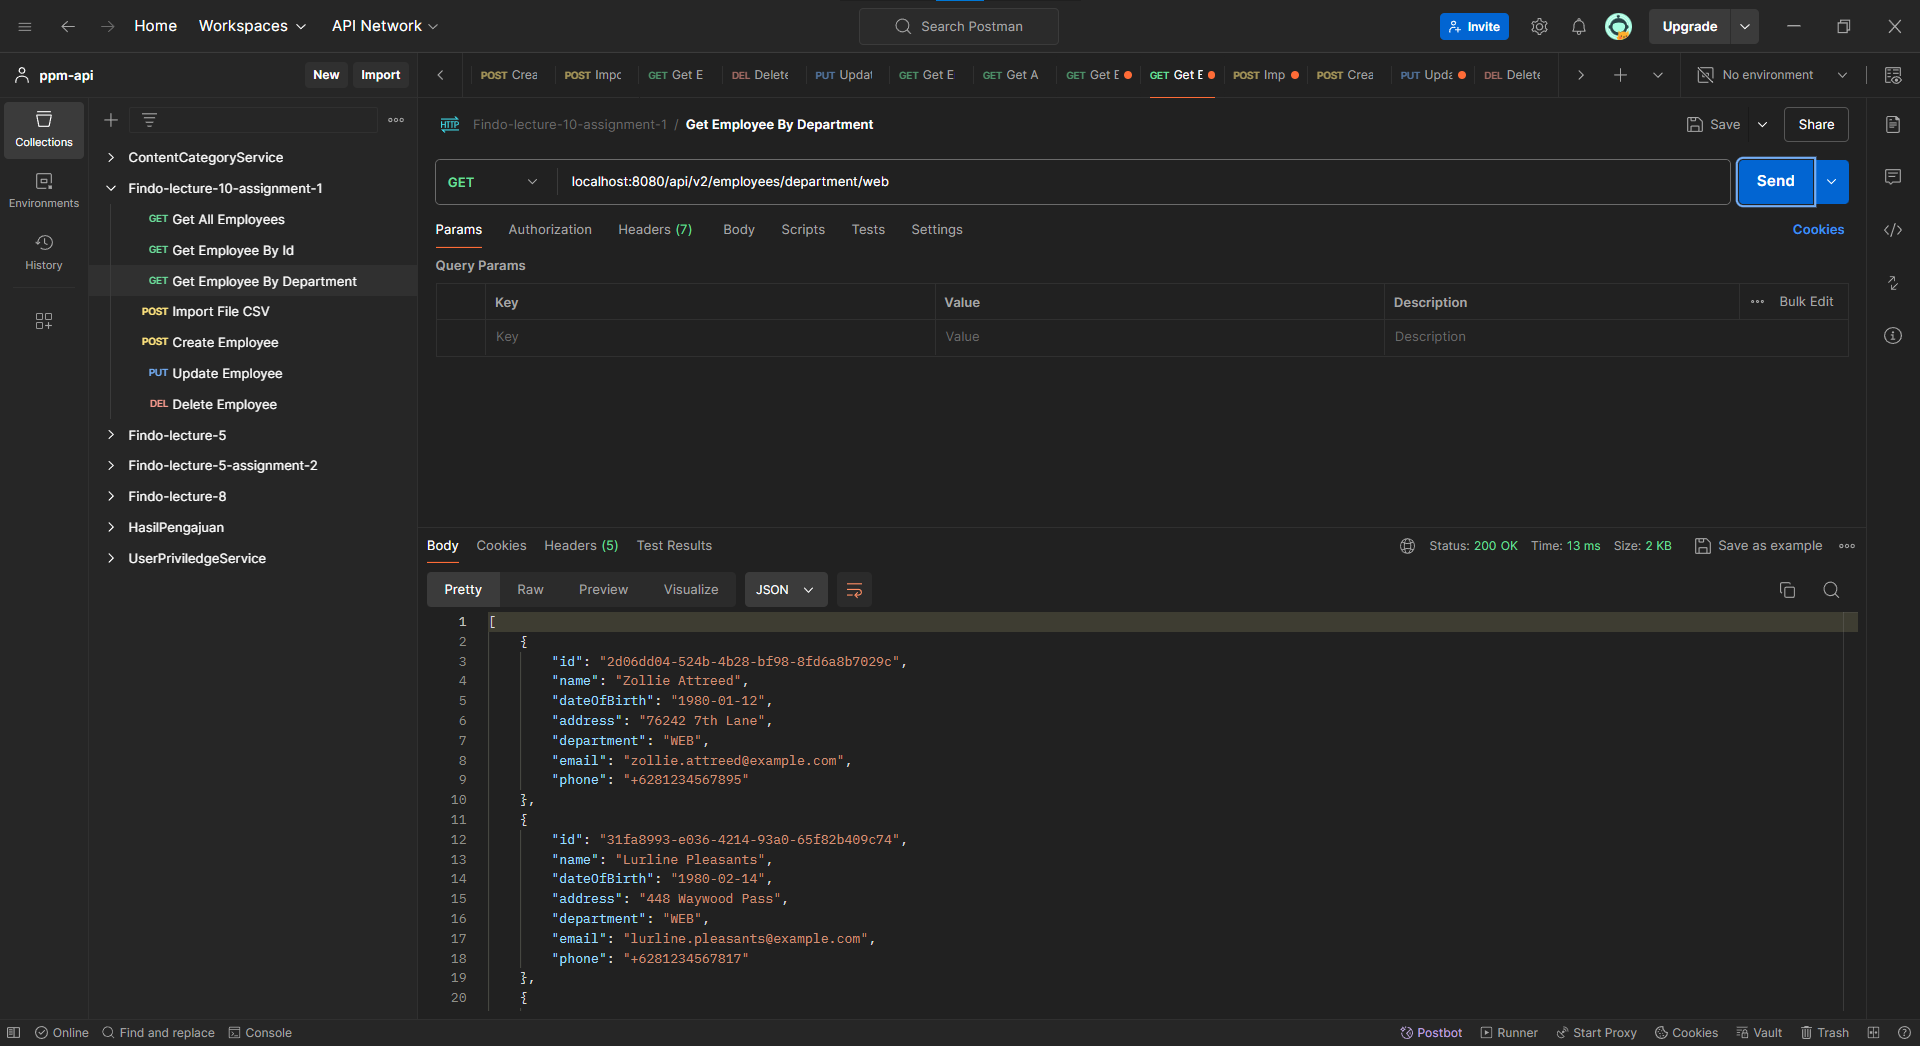 Home Workspaces API Network Search Postman Invite Upgrade
ppm-api New Import
POST Crea POST Impc GET Get E DEL Delete PUT Updat GET Get E GET Get A GET Get E GET Get E POST Imp POST Crea PUT Upda DEL Delete No environment
Collections
Environments
History
ContentCategoryService
Findo-lecture-10-assignment-1
GET Get All Employees
GET Get Employee By Id
GET Get Employee By Department
POST Import File CSV
POST Create Employee
PUT Update Employee
DEL Delete Employee
Findo-lecture-5
Findo-lecture-5-assignment-2
Findo-lecture-8
HasilPengajuan
UserPriviledgeService
HTTP Findo-lecture-10-assignment-1 / Get Employee By Department Save Share
GET localhost:8080/api/v2/employees/department/web Send
Params Authorization Headers (7) Body Scripts Tests Settings Cookies
Query Params
Key Value Description Bulk Edit
Key Value Description
Body Cookies Headers (5) Test Results Status: 200 OK Time: 13 ms Size: 2 KB Save as example
Pretty Raw Preview Visualize JSON
1 [
2 {
3 "id": "2d06dd04-524b-4b28-bf98-8fd6a8b7029c",
4 "name": "Zollie Attreed",
5 "dateOfBirth": "1980-01-12",
6 "address": "76242 7th Lane",
7 "department": "WEB",
8 "email": "zollie.attreed@example.com",
9 "phone": "+6281234567895"
10 },
11 {
12 "id": "31fa8993-e036-4214-93a0-65f82b409c74",
13 "name": "Lurline Pleasants",
14 "dateOfBirth": "1980-02-14",
15 "address": "448 Waywood Pass",
16 "department": "WEB",
17 "email": "lurline.pleasants@example.com",
18 "phone": "+6281234567817"
19 },
20 {
Online Find and replace Console Postbot Runner Start Proxy Cookies Vault Trash